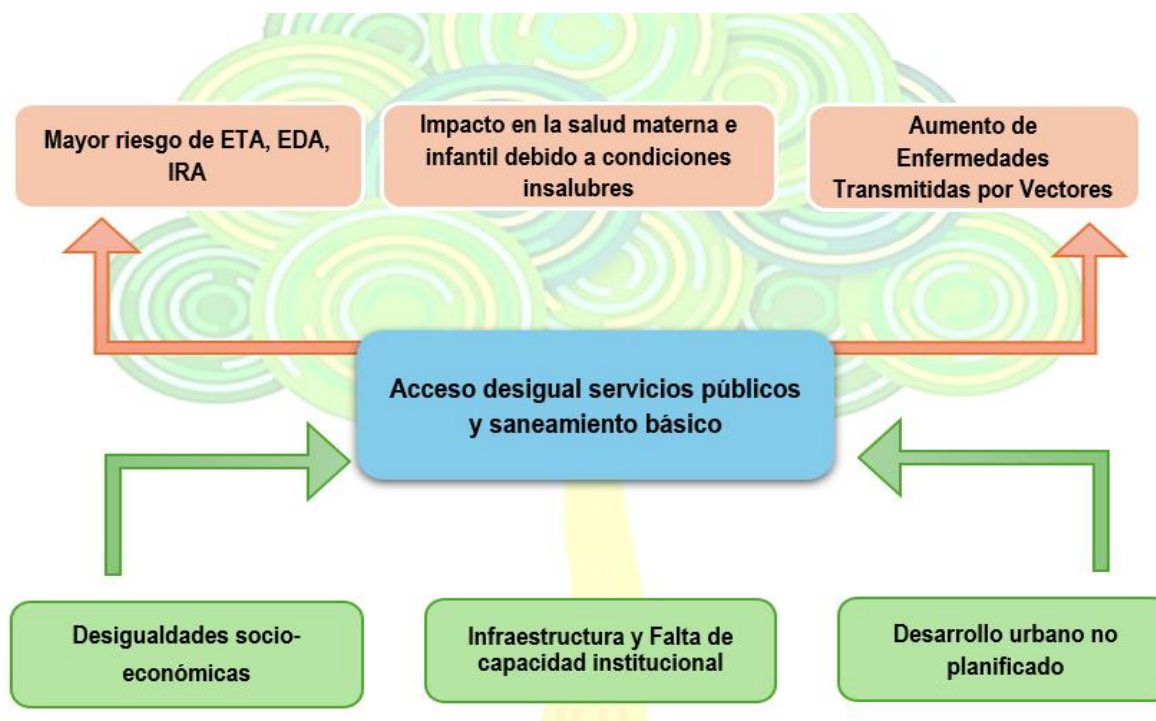 Mayor riesgo de ETA, EDA,
IRA
Impacto en la salud materna e
infantil debido a condiciones
insalubres
Aumento de
Enfermedades
Transmitidas por Vectores
Acceso desigual servicios públicos
y saneamiento básico
Desigualdades socio-
económicas
Infraestructura y Falta de
capacidad institucional
Desarrollo urbano no
planificado